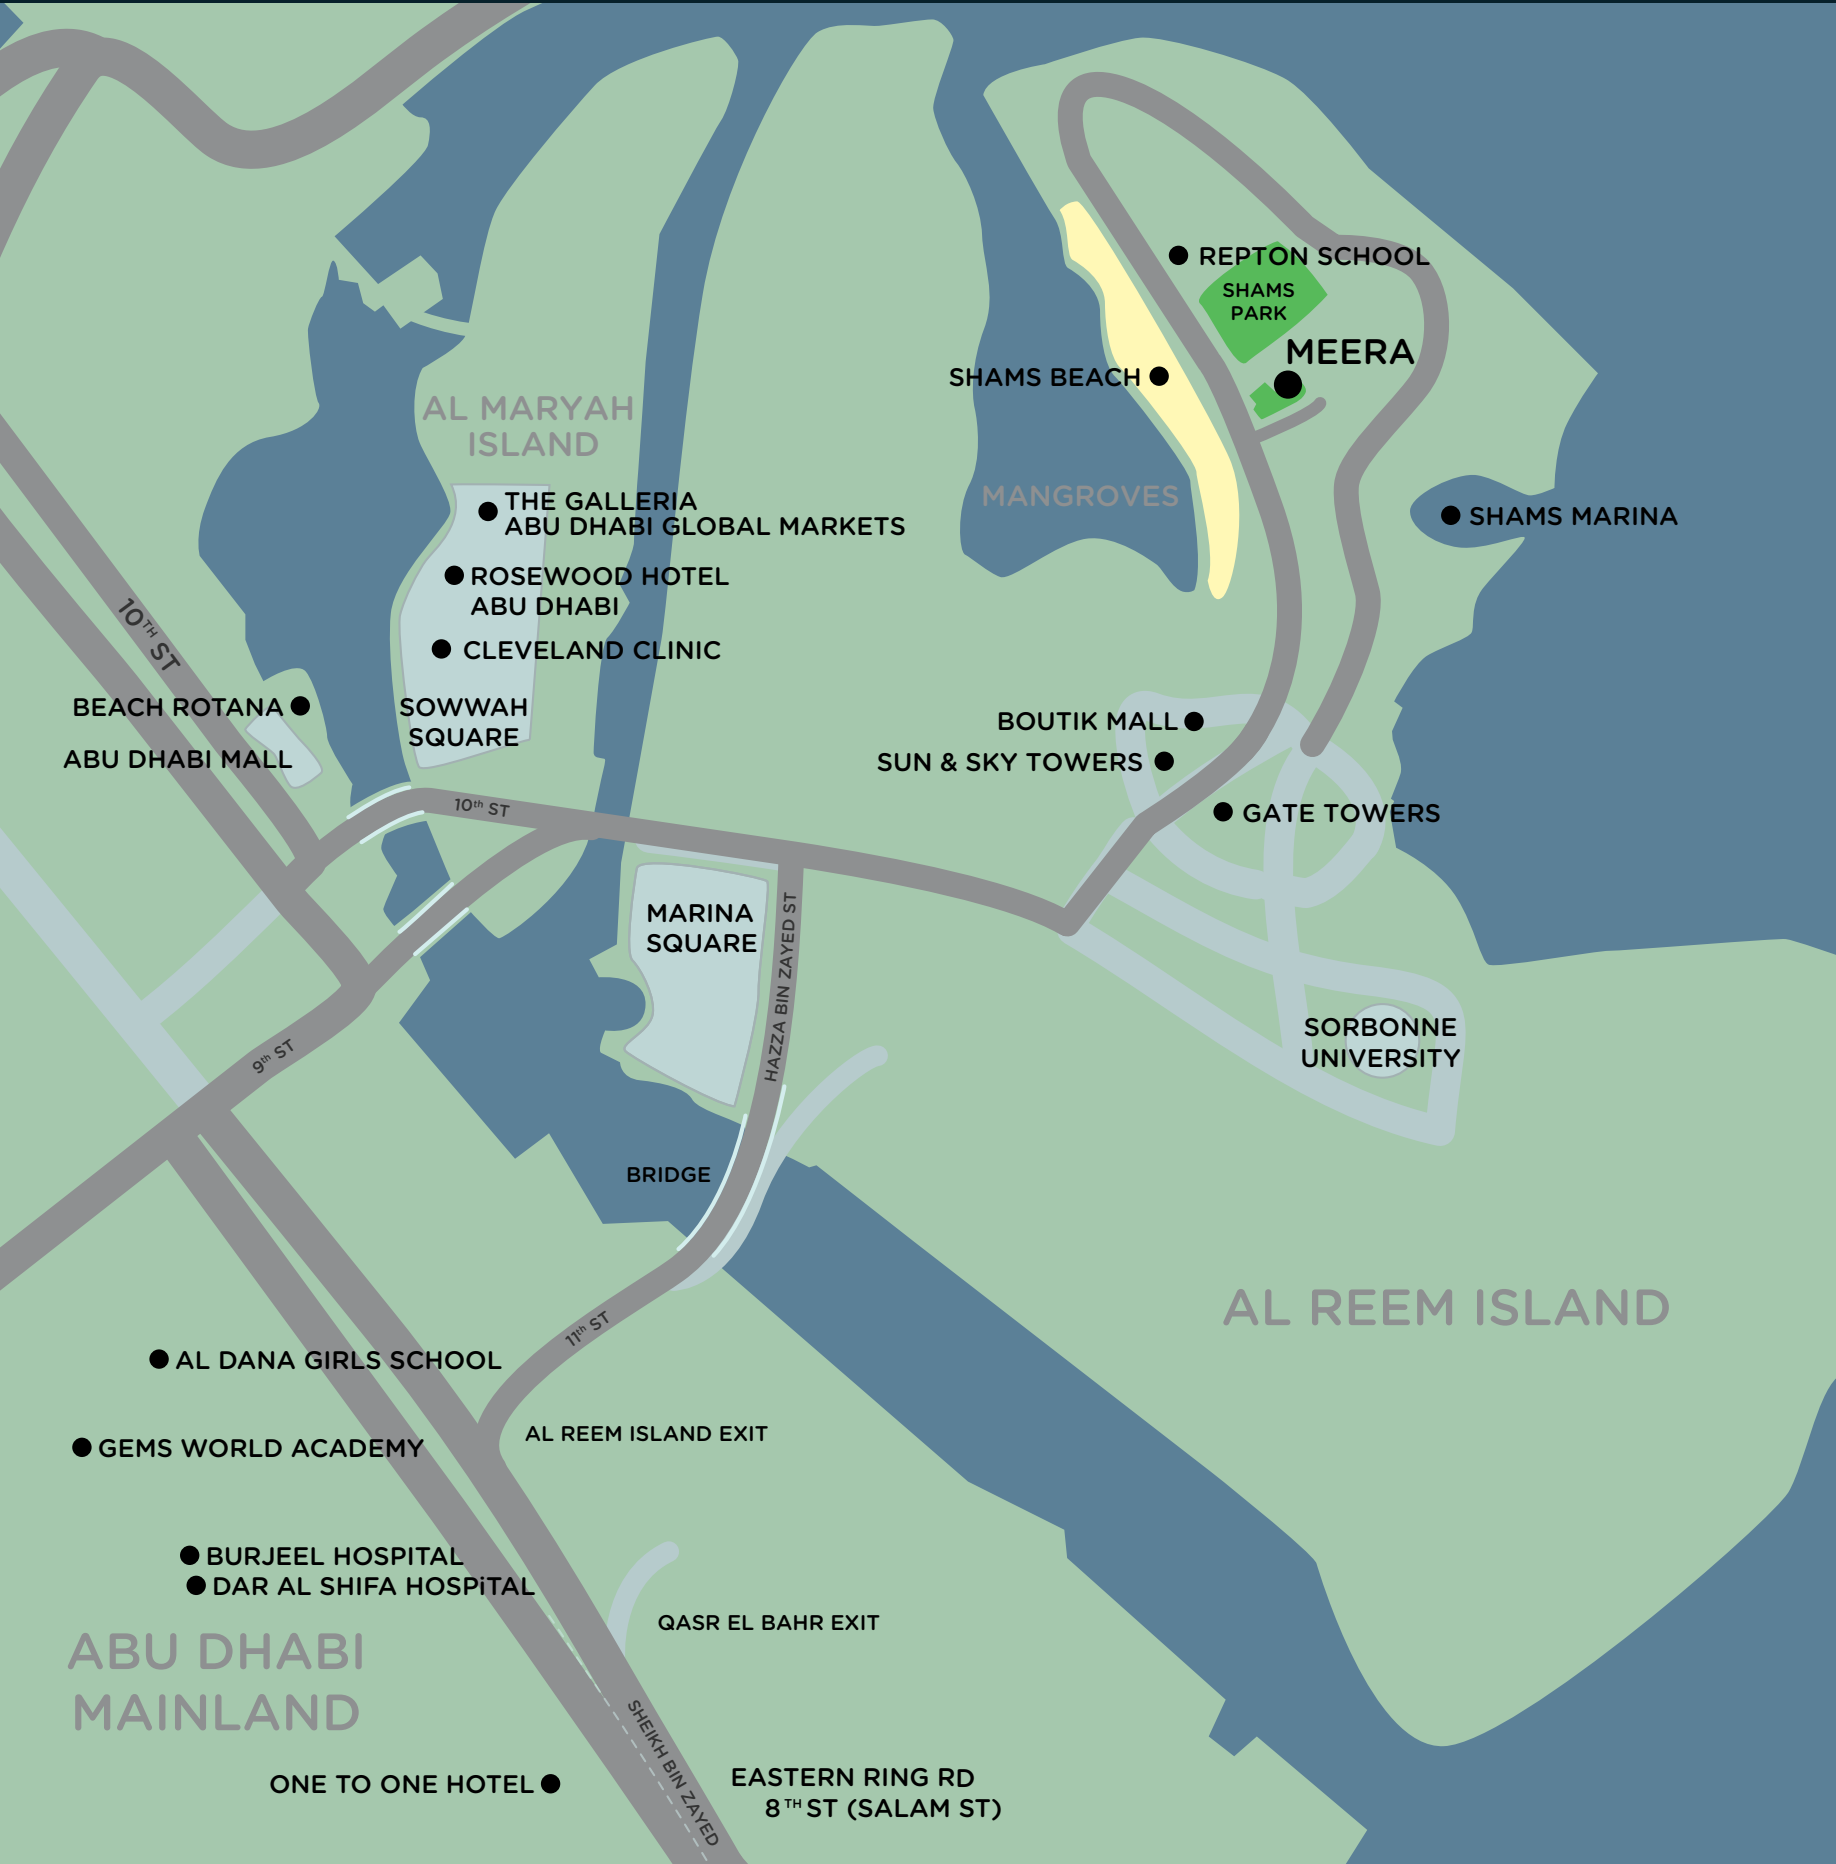 REPTON SCHOOL
SHAMS
PARK
MEERA
SHAMS BEACH
AL MARYAH
ISLAND
MANGROVES
SHAMS MARINA
THE GALLERIA
ABU DHABI GLOBAL MARKETS
ROSEWOOD HOTEL
ABU DHABI
CLEVELAND CLINIC
10TH ST
SOWWAH
SQUARE
BEACH ROTANA
ABU DHABI MALL
BOUTIK MALL
SUN & SKY TOWERS
GATE TOWERS
10th ST
MARINA
SQUARE
HAZZA BIN ZAYED ST
SORBONNE
UNIVERSITY
9th ST
BRIDGE
AL REEM ISLAND
11th ST
AL DANA GIRLS SCHOOL
AL REEM ISLAND EXIT
GEMS WORLD ACADEMY
BURJEEL HOSPITAL
DAR AL SHIFA HOSPiTAL
QASR EL BAHR EXIT
ABU DHABI
MAINLAND
SHEIKH BIN ZAYED
ONE TO ONE HOTEL
EASTERN RING RD
8TH ST (SALAM ST)